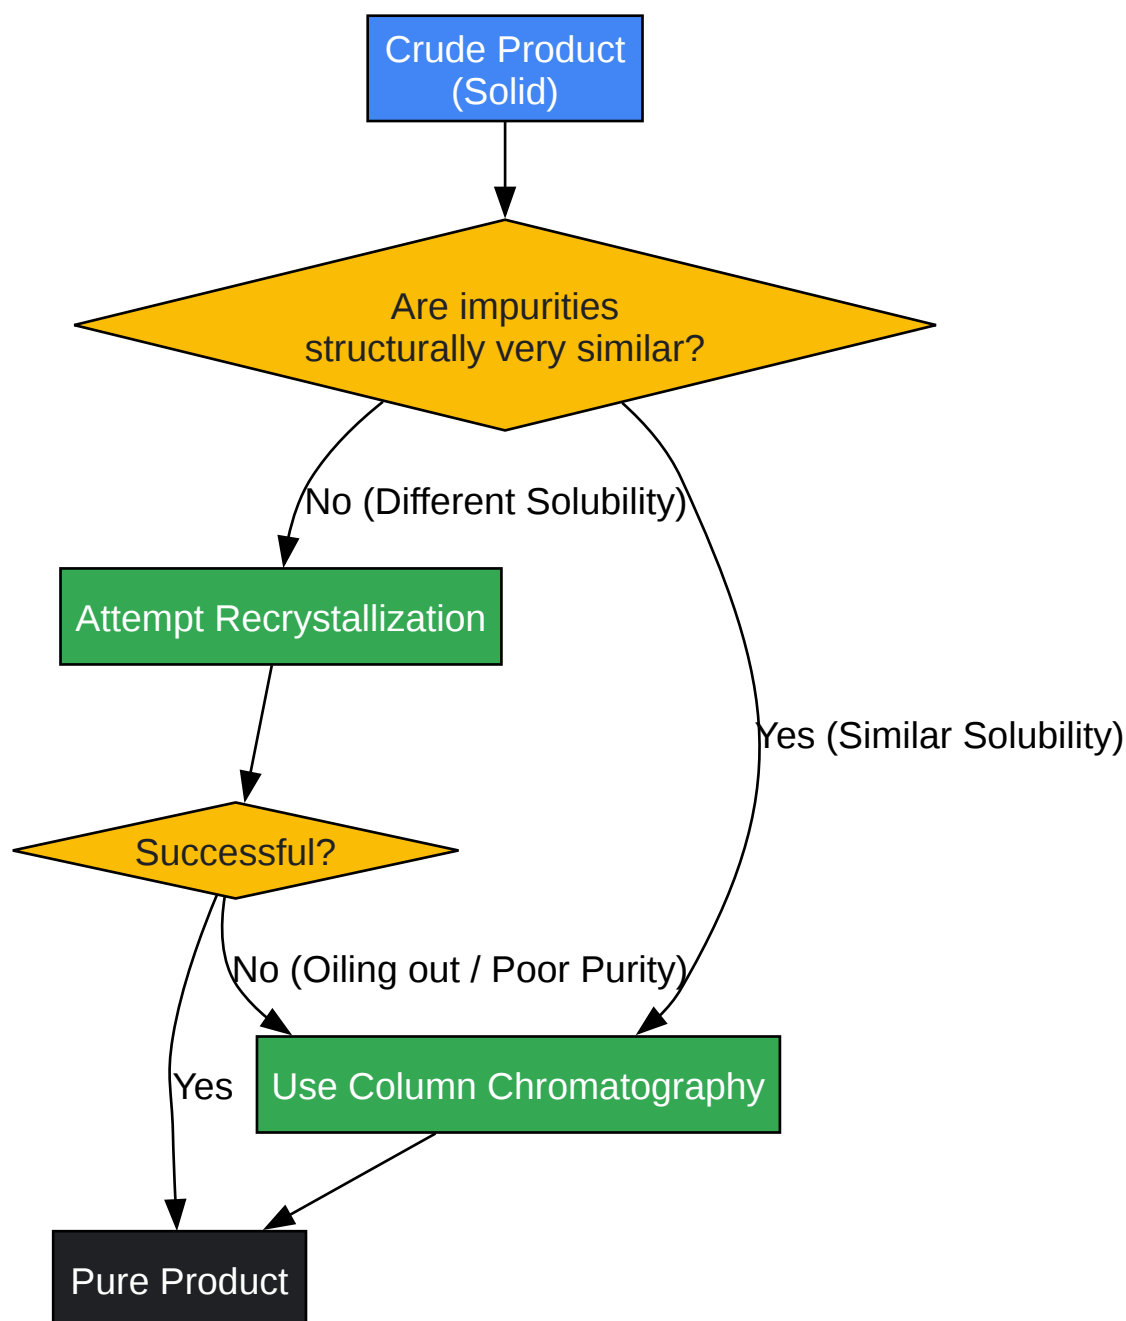 Crude Product
(Solid)
Are impurities
structurally very similar?
No (Different Solubility)
Attempt Recrystallization
Yes (Similar Solubility)
Successful?
No (Oiling out / Poor Purity)
Yes
Use Column Chromatography
Pure Product